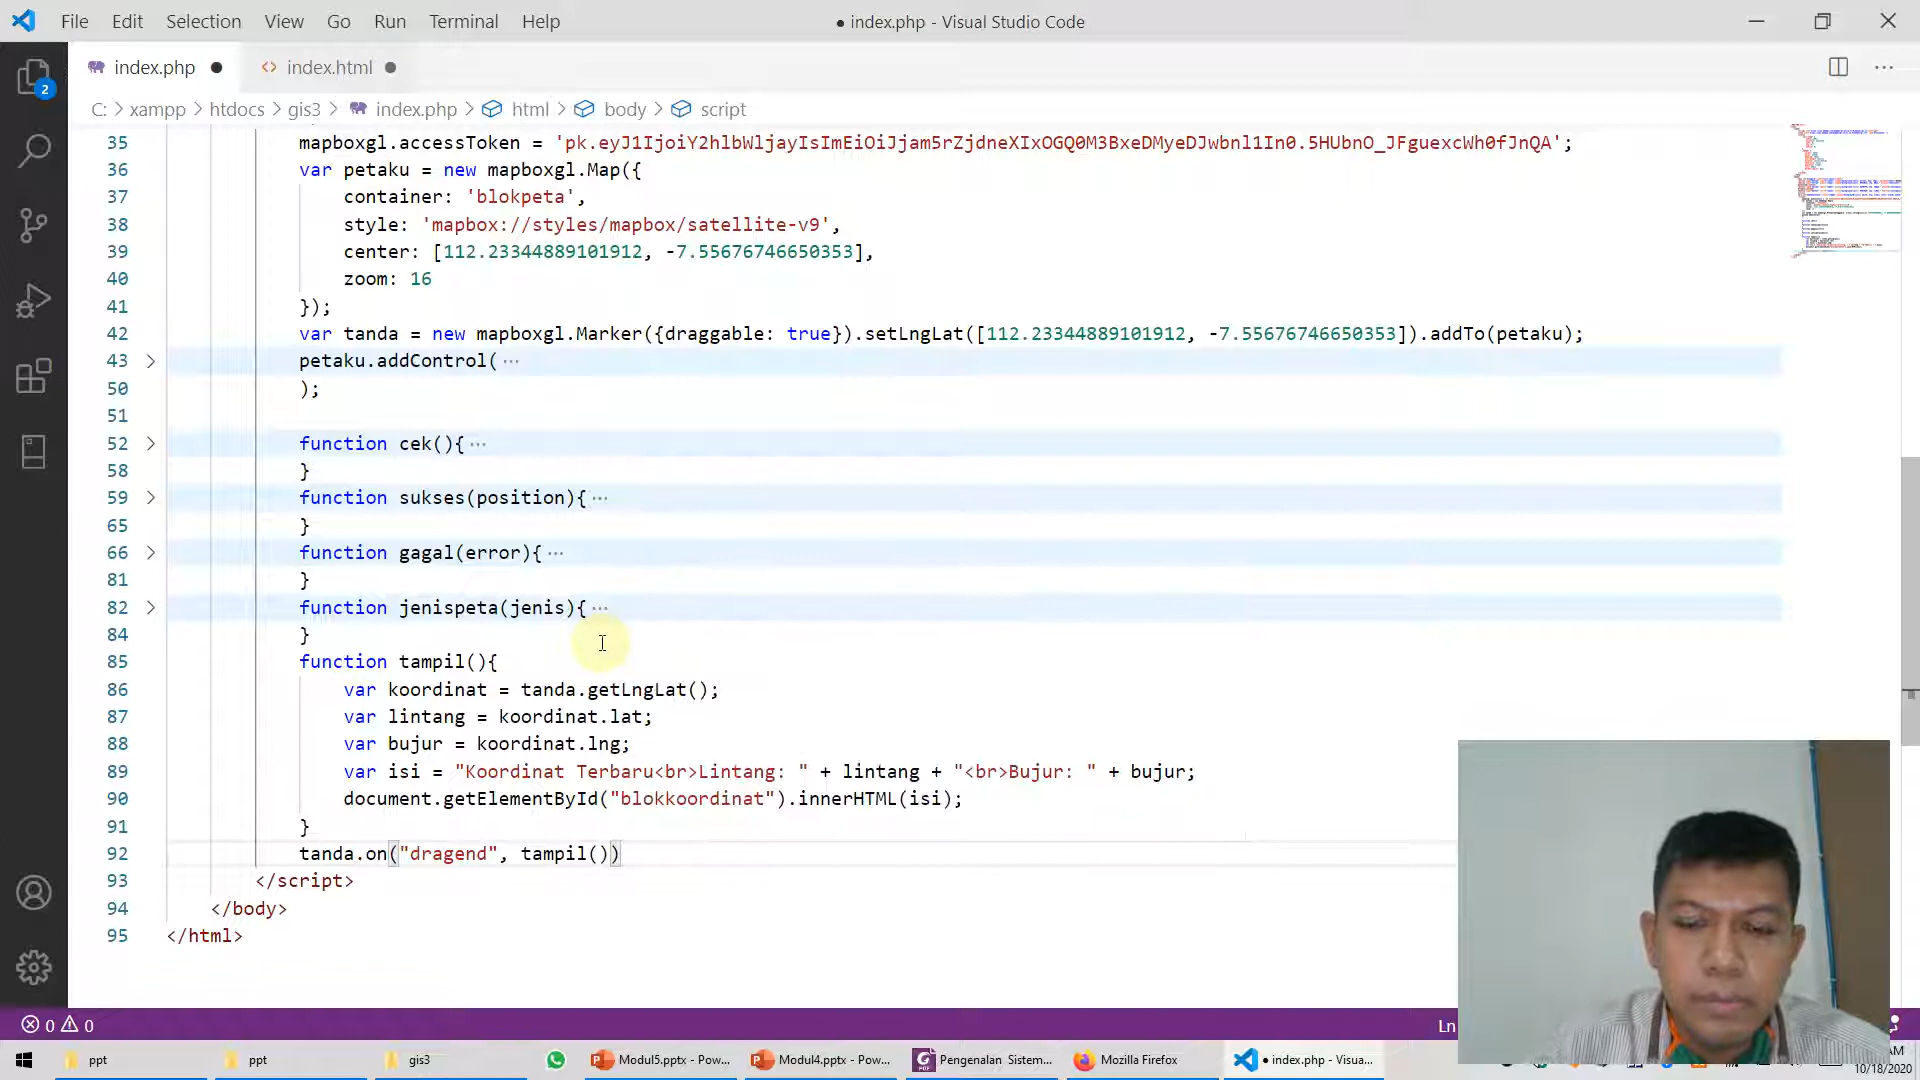 File Edit Selection View Go Run Terminal Help
● index.php - Visual Studio Code
index.php ● <> index.html ●
2
C: > xampp > htdocs > gis3 > index.php > html > body > script
35 mapboxgl.accessToken = 'pk.eyJ1IjoiY2hlbWljayIsImEiOiJjam5rZjdneXIxOGQ0M3BxeDMyeDJwbnl1In0.5HUbnO_JFguexcWh0fJnQA';
36 var petaku = new mapboxgl.Map({
37 container: 'blokpeta',
38 style: 'mapbox://styles/mapbox/satellite-v9',
39 center: [112.23344889101912, -7.55676746650353],
40 zoom: 16
41 });
42 var tanda = new mapboxgl.Marker({draggable: true}).setLngLat([112.23344889101912, -7.55676746650353]).addTo(petaku);
43 petaku.addControl( ···
50 );
51
52 function cek(){ ···
58 }
59 function sukses(position){ ···
65 }
66 function gagal(error){ ···
81 }
82 function jenispeta(jenis){ ···
84 }
85 function tampil(){
86 var koordinat = tanda.getLngLat();
87 var lintang = koordinat.lat;
88 var bujur = koordinat.lng;
89 var isi = "Koordinat Terbaru<br>Lintang: " + lintang + "<br>Bujur: " + bujur;
90 document.getElementById("blokkoordinat").innerHTML(isi);
91 }
92 tanda.on("dragend", tampil())
93 </script>
94 </body>
95 </html>
0 0
Ln
ppt ppt gis3 Modul5.pptx - Pow... Modul4.pptx - Pow... Pengenalan Sistem... Mozilla Firefox ● index.php - Visua...
10/18/2020